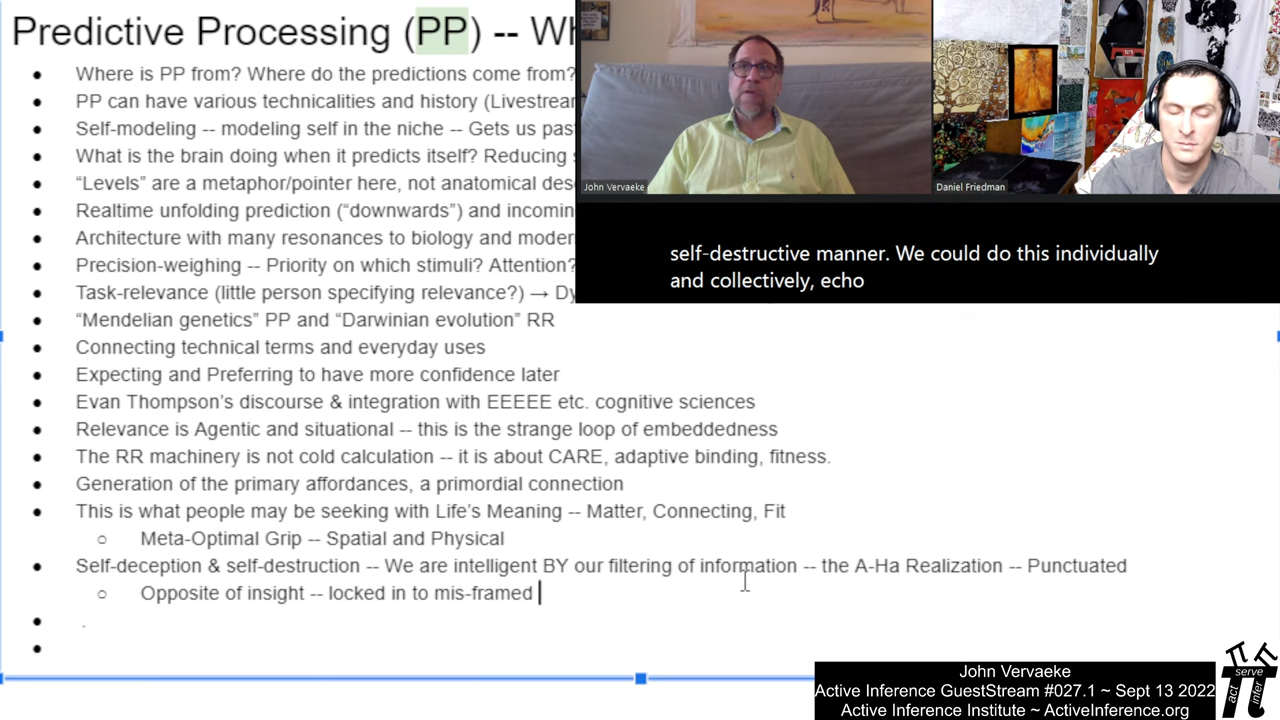 Predictive Processing (PP) -- Wh
Where is PP from? Where do the predictions come from?
PP can have various technicalities and history (Livestream
Self-modeling -- modeling self in the niche -- Gets us past
What is the brain doing when it predicts itself? Reducing
“Levels” are a metaphor/pointer here, not anatomical des
Realtime unfolding prediction (“downwards”) and incomin
Architecture with many resonances to biology and moder
Precision-weighing -- Priority on which stimuli? Attention?
Task-relevance (little person specifying relevance?) → Dy
“Mendelian genetics” PP and “Darwinian evolution” RR
Connecting technical terms and everyday uses
Expecting and Preferring to have more confidence later
Evan Thompson’s discourse & integration with EEEEE etc. cognitive sciences
Relevance is Agentic and situational -- this is the strange loop of embeddedness
The RR machinery is not cold calculation -- it is about CARE, adaptive binding, fitness.
Generation of the primary affordances, a primordial connection
This is what people may be seeking with Life’s Meaning -- Matter, Connecting, Fit
Meta-Optimal Grip -- Spatial and Physical
Self-deception & self-destruction -- We are intelligent BY our filtering of information -- the A-Ha Realization -- Punctuated
Opposite of insight -- locked in to mis-framed
.
John Vervaeke
Daniel Friedman
self-destructive manner. We could do this individually
and collectively, echo
John Vervaeke
Active Inference GuestStream #027.1 ~ Sept 13 2022
Active Inference Institute ~ ActiveInference.org
serve
act
infer